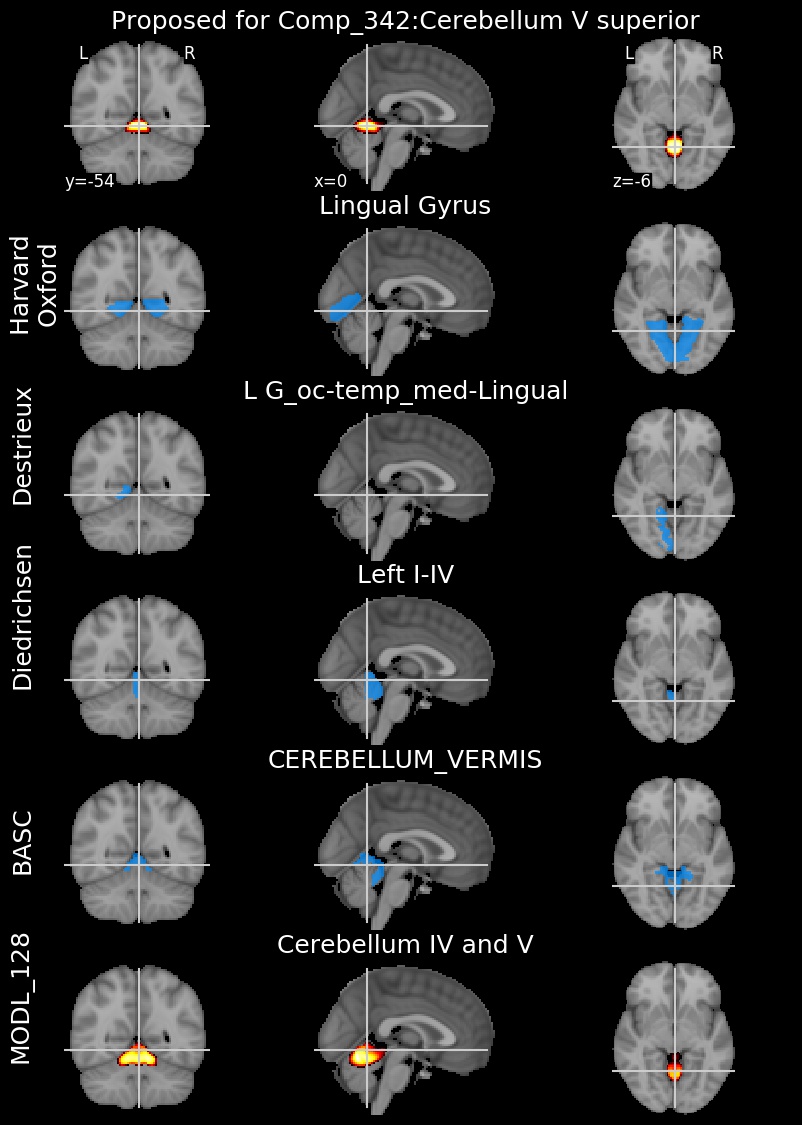 Proposed for Comp_342:Cerebellum V superior
L R L R
y=-54 x=0 z=-6
Lingual Gyrus
Harvard
Oxford
L G_oc-temp_med-Lingual
Destrieux
Left I-IV
Diedrichsen
CEREBELLUM_VERMIS
BASC
Cerebellum IV and V
MODL_128